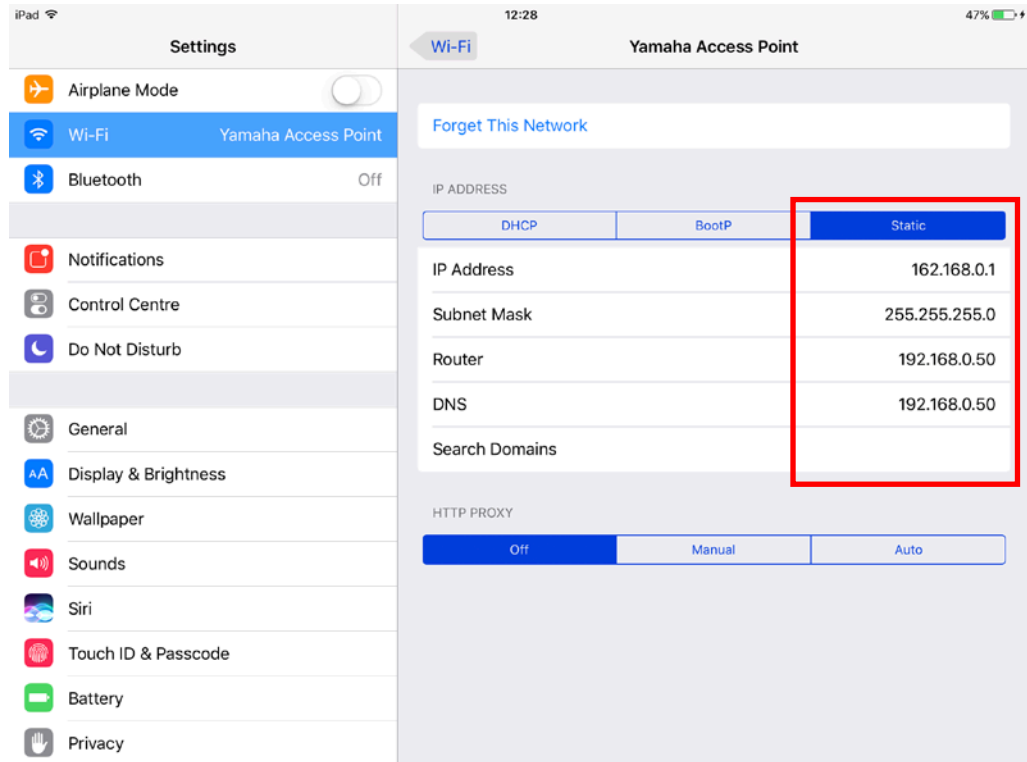 iPad 12:28 47%
Settings
Wi-Fi Yamaha Access Point
Airplane Mode
Wi-Fi Yamaha Access Point
Bluetooth Off
Notifications
Control Centre
Do Not Disturb
General
AA Display & Brightness
Wallpaper
Sounds
Siri
Touch ID & Passcode
Battery
Privacy
Forget This Network
IP ADDRESS
DHCP BootP Static
IP Address 162.168.0.1
Subnet Mask 255.255.255.0
Router 192.168.0.50
DNS 192.168.0.50
Search Domains
HTTP PROXY
Off Manual Auto